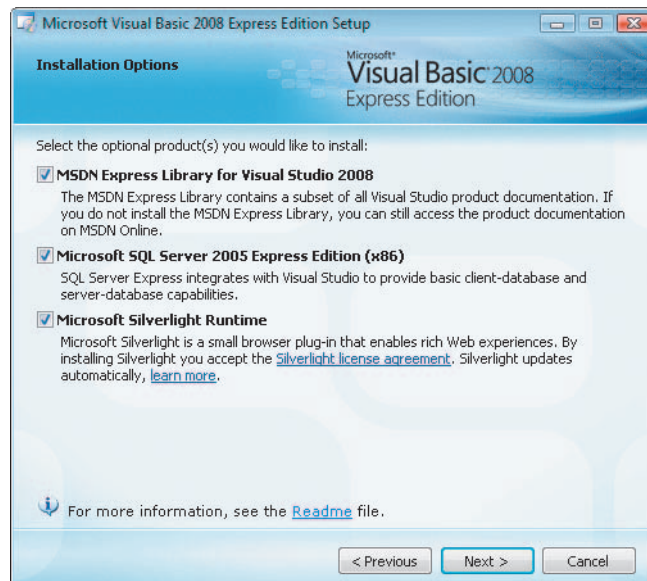 Microsoft Visual Basic 2008 Express Edition Setup
Installation Options
Microsoft®
Visual Basic® 2008
Express Edition
Select the optional product(s) you would like to install:
MSDN Express Library for Visual Studio 2008
The MSDN Express Library contains a subset of all Visual Studio product documentation. If
you do not install the MSDN Express Library, you can still access the product documentation
on MSDN Online.
Microsoft SQL Server 2005 Express Edition (x86)
SQL Server Express integrates with Visual Studio to provide basic client-database and
server-database capabilities.
Microsoft Silverlight Runtime
Microsoft Silverlight is a small browser plug-in that enables rich Web experiences. By
installing Silverlight you accept the Silverlight license agreement. Silverlight updates
automatically, learn more.
For more information, see the Readme file.
< Previous
Next >
Cancel